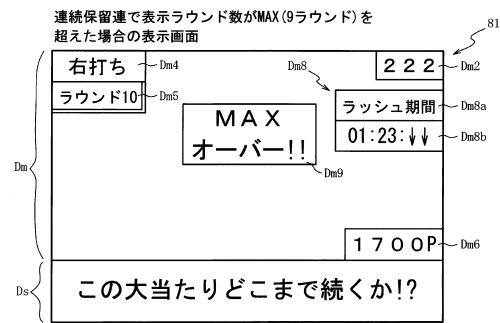 連続保留連で表示ラウンド数がMAX(9ラウンド)を
超えた場合の表示画面
81
右打ち
Dm4
222
Dm2
ラウンド10
Dm5
Dm8
ラッシュ期間
Dm8a
01:23:↓↓
Dm8b
MAX
オーバー!!
Dm9
Dm
1700P
Dm6
Ds
この大当たりどこまで続くか!?